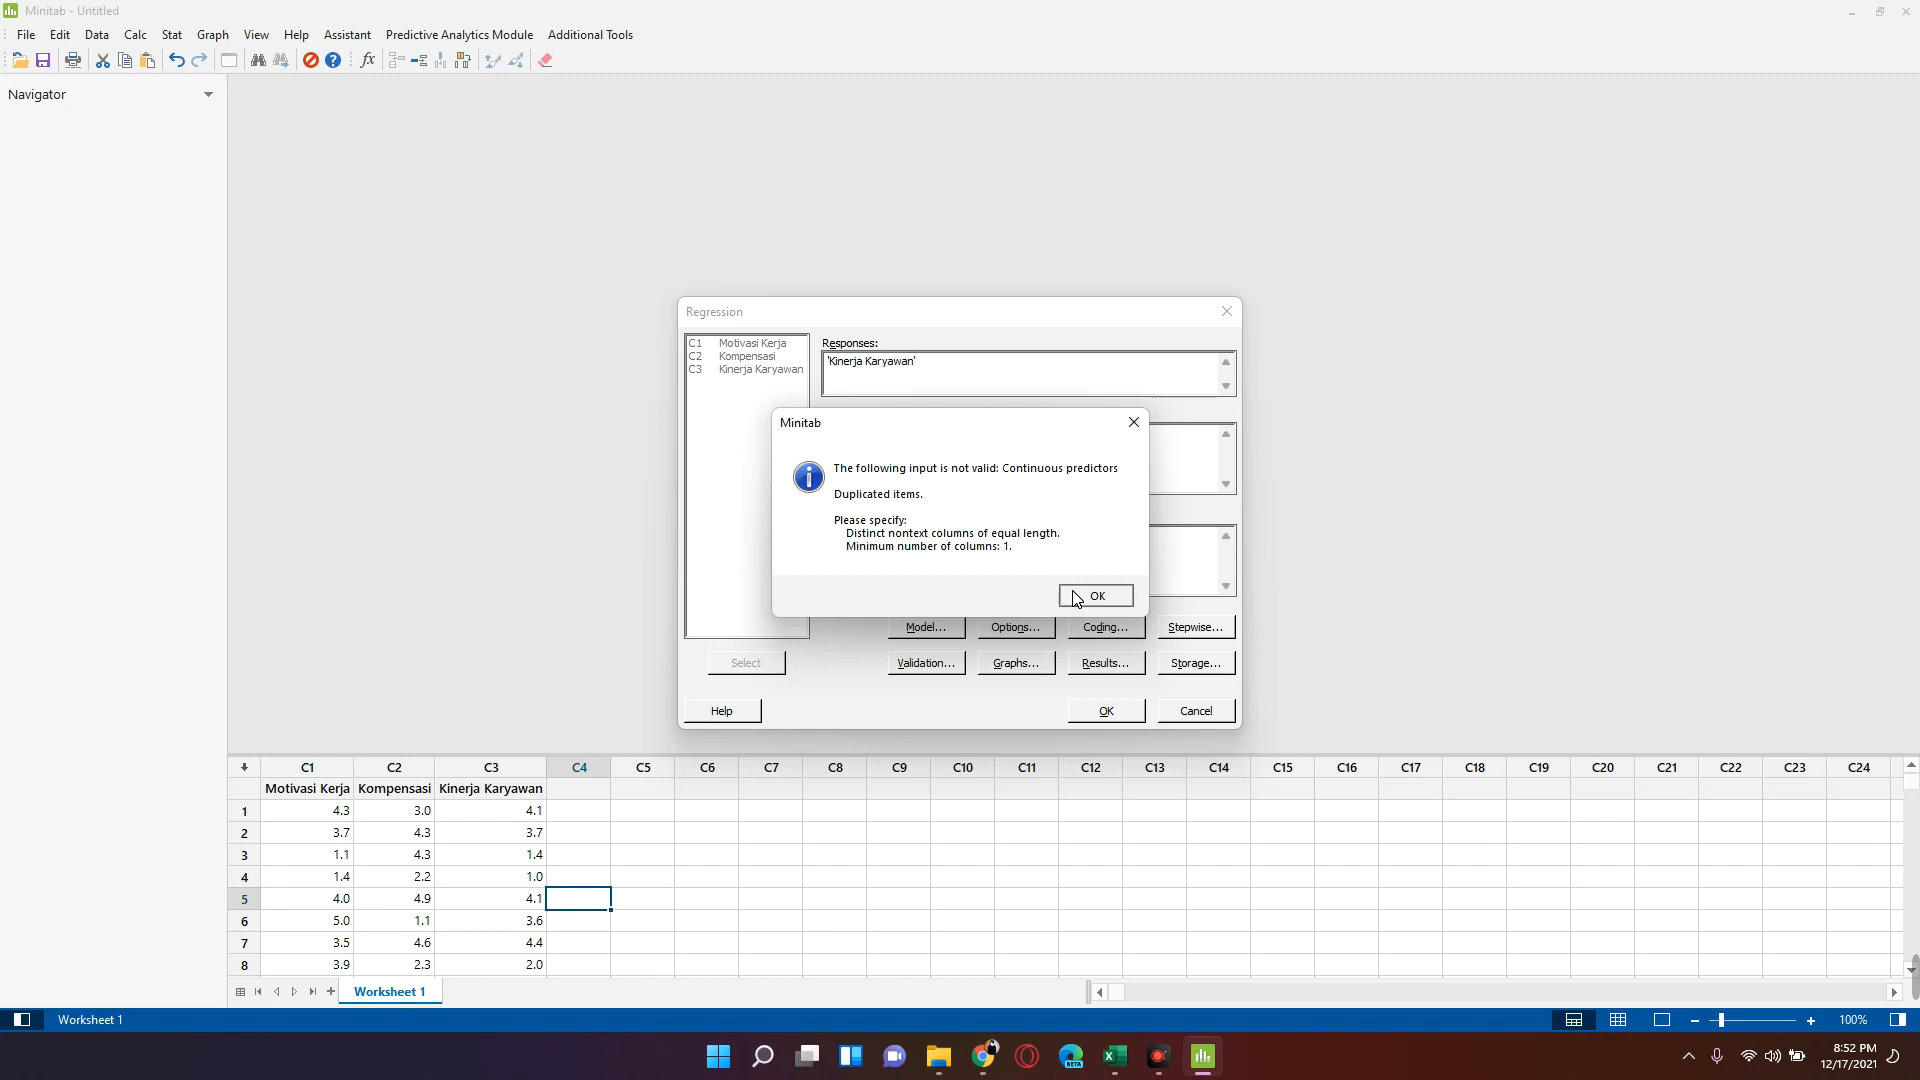 Minitab - Untitled
File Edit Data Calc Stat Graph View Help Assistant Predictive Analytics Module Additional Tools
fx
Navigator
Regression
C1 Motivasi Kerja
C2 Kompensasi
C3 Kinerja Karyawan
Responses:
'Kinerja Karyawan'
Minitab
The following input is not valid: Continuous predictors
Duplicated items.
Please specify:
Distinct nontext columns of equal length.
Minimum number of columns: 1.
OK
Model... Options... Coding... Stepwise...
Select Validation... Graphs... Results... Storage...
Help OK Cancel
C1 C2 C3 C4 C5 C6 C7 C8 C9 C10 C11 C12 C13 C14 C15 C16 C17 C18 C19 C20 C21 C22 C23 C24
Motivasi Kerja Kompensasi Kinerja Karyawan
1 4.3 3.0 4.1
2 3.7 4.3 3.7
3 1.1 4.3 1.4
4 1.4 2.2 1.0
5 4.0 4.9 4.1
6 5.0 1.1 3.6
7 3.5 4.6 4.4
8 3.9 2.3 2.0
Worksheet 1
Worksheet 1 100%
BETA
8:52 PM
12/17/2021